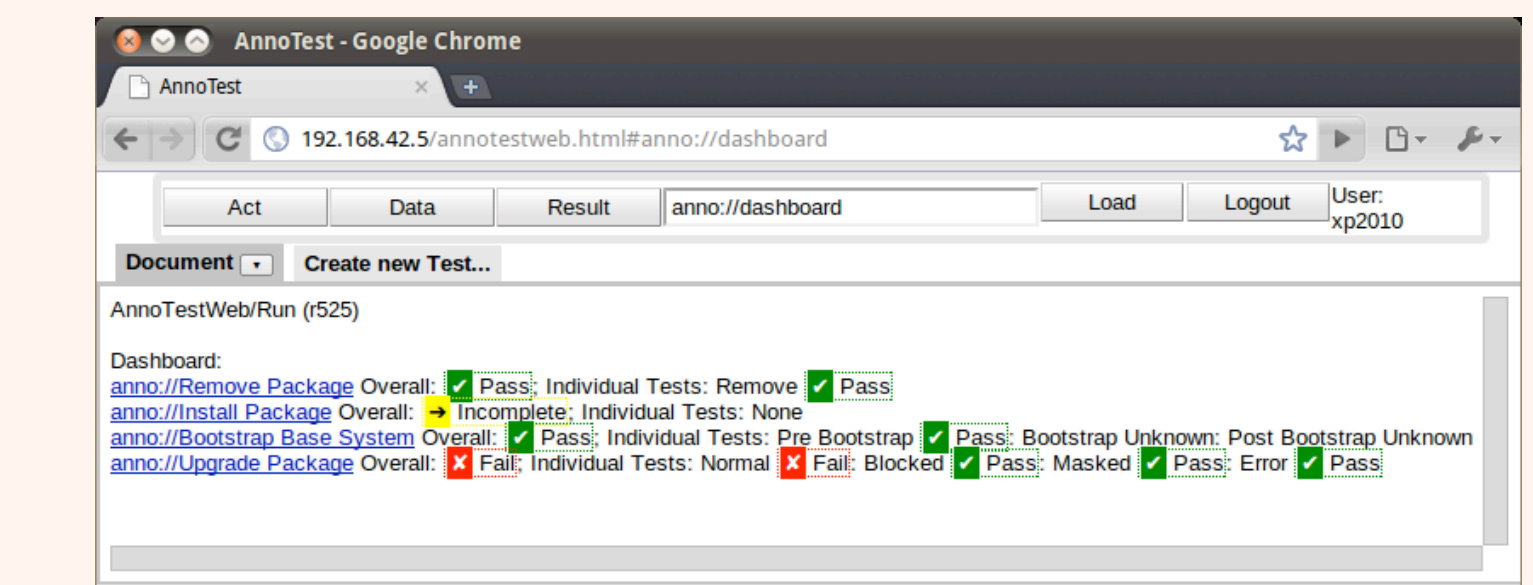 AnnoTest - Google Chrome
AnnoTest
192.168.42.5/annotestweb.html#anno://dashboard
Act Data Result anno://dashboard Load Logout User:
xp2010
Document Create new Test...
AnnoTestWeb/Run (r525)
Dashboard:
anno://Remove Package Overall: ✔ Pass; Individual Tests: Remove ✔ Pass
anno://Install Package Overall: ➔ Incomplete; Individual Tests: None
anno://Bootstrap Base System Overall: ✔ Pass; Individual Tests: Pre Bootstrap ✔ Pass: Bootstrap Unknown: Post Bootstrap Unknown
anno://Upgrade Package Overall: ✘ Fail; Individual Tests: Normal ✘ Fail: Blocked ✔ Pass: Masked ✔ Pass: Error ✔ Pass